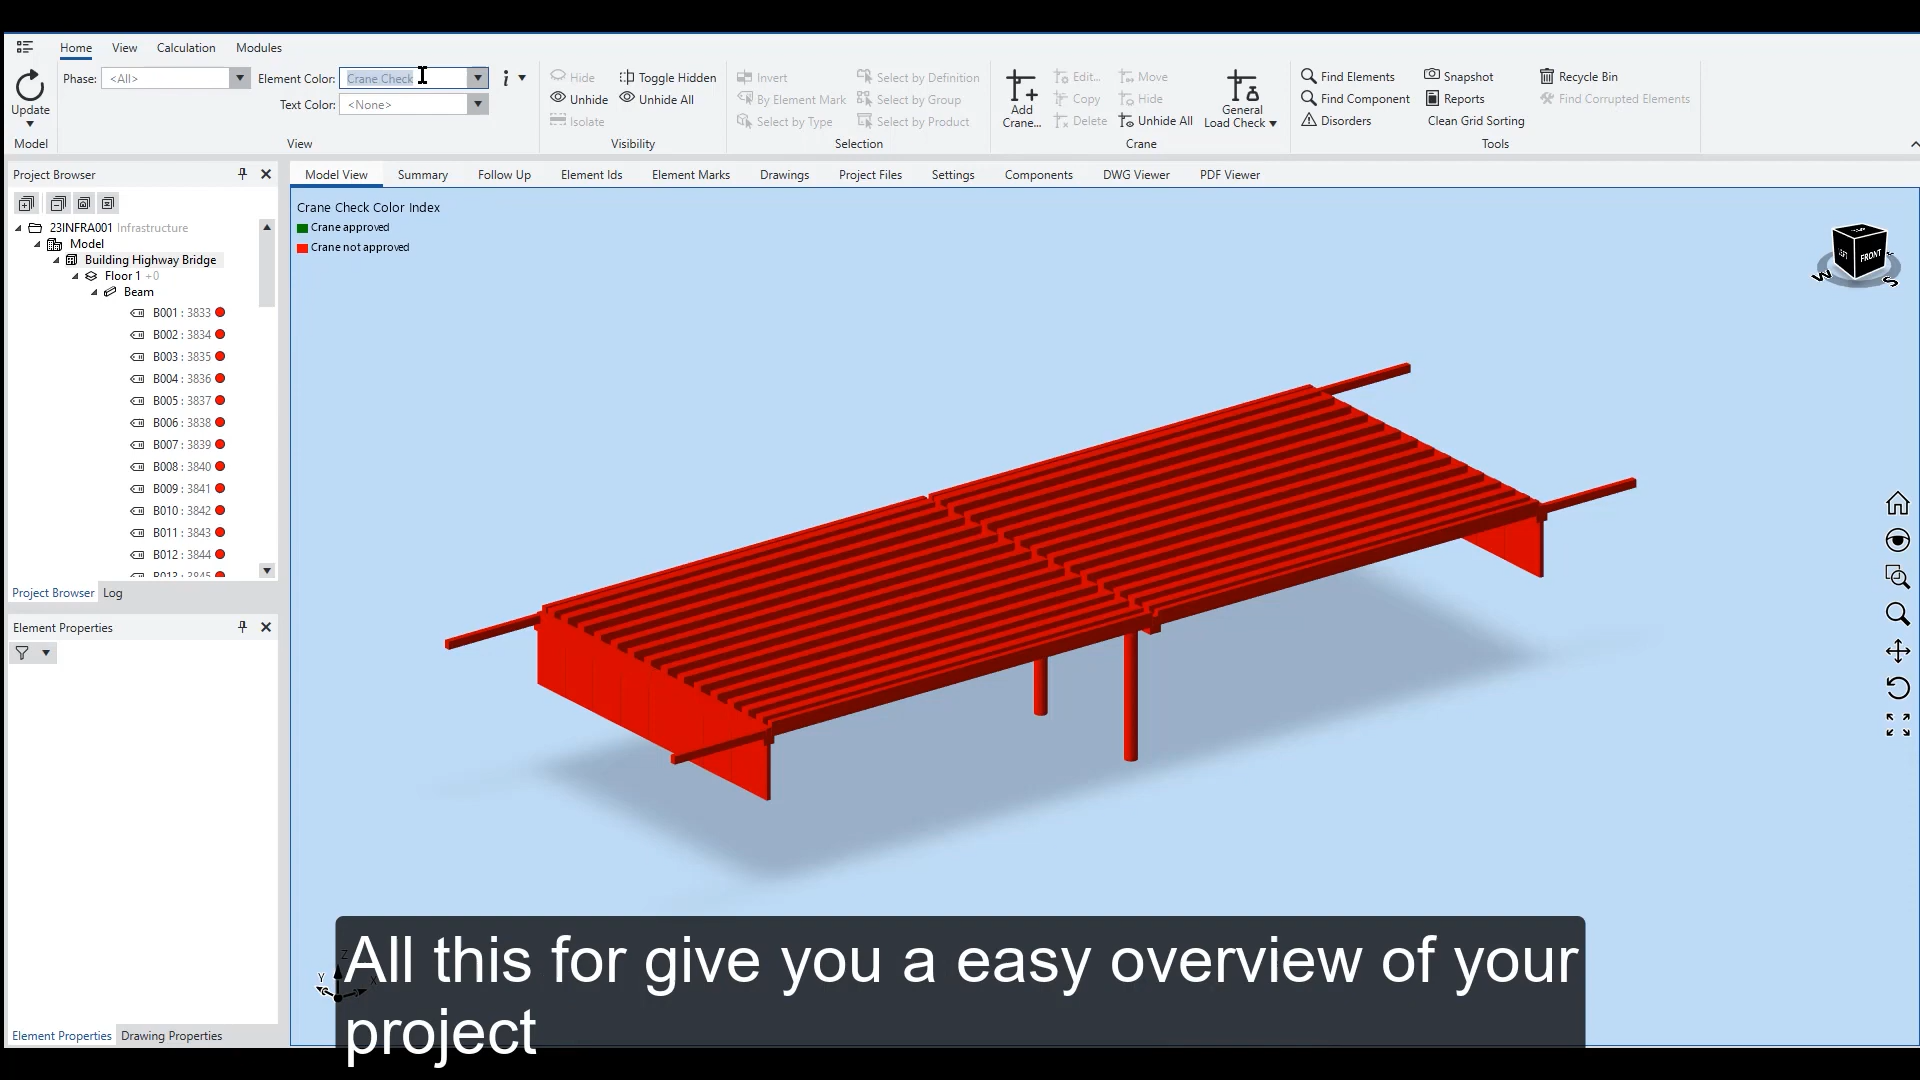 Home View Calculation Modules
Update
Model
Phase: <All>
Element Color: Crane Check
Text Color: <None>
View
Hide Toggle Hidden
Unhide Unhide All
Isolate
Visibility
Invert Select by Definition
By Element Mark Select by Group
Select by Type Select by Product
Selection
Add
Crane...
Edit... Move
Copy Hide
Delete Unhide All
General
Load Check
Crane
Find Elements Snapshot Recycle Bin
Find Component Reports Find Corrupted Elements
Disorders Clean Grid Sorting
Tools
Project Browser
Model View Summary Follow Up Element Ids Element Marks Drawings Project Files Settings Components DWG Viewer PDF Viewer
23INFRA001 Infrastructure
Model
Building Highway Bridge
Floor 1 +0
Beam
B001 : 3833
B002 : 3834
B003 : 3835
B004 : 3836
B005 : 3837
B006 : 3838
B007 : 3839
B008 : 3840
B009 : 3841
B010 : 3842
B011 : 3843
B012 : 3844
B013 : 3845
Project Browser Log
Element Properties
Element Properties Drawing Properties
Crane Check Color Index
Crane approved
Crane not approved
LEFT FRONT
W S
Z
Y X
All this for give you a easy overview of your
project